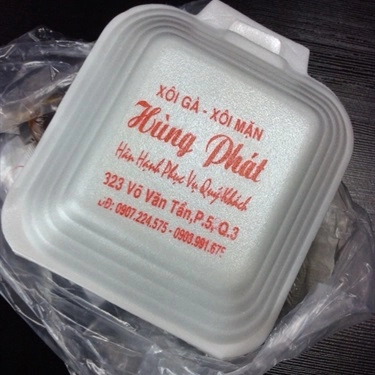 XÔI GÀ - XÔI MẶN
Hùng Phát
Hân Hạnh Phục Vụ Quý Khách
323 Võ Văn Tần,P.5,Q.3
ĐĐ: 0907.224.575 - 0903.991.675